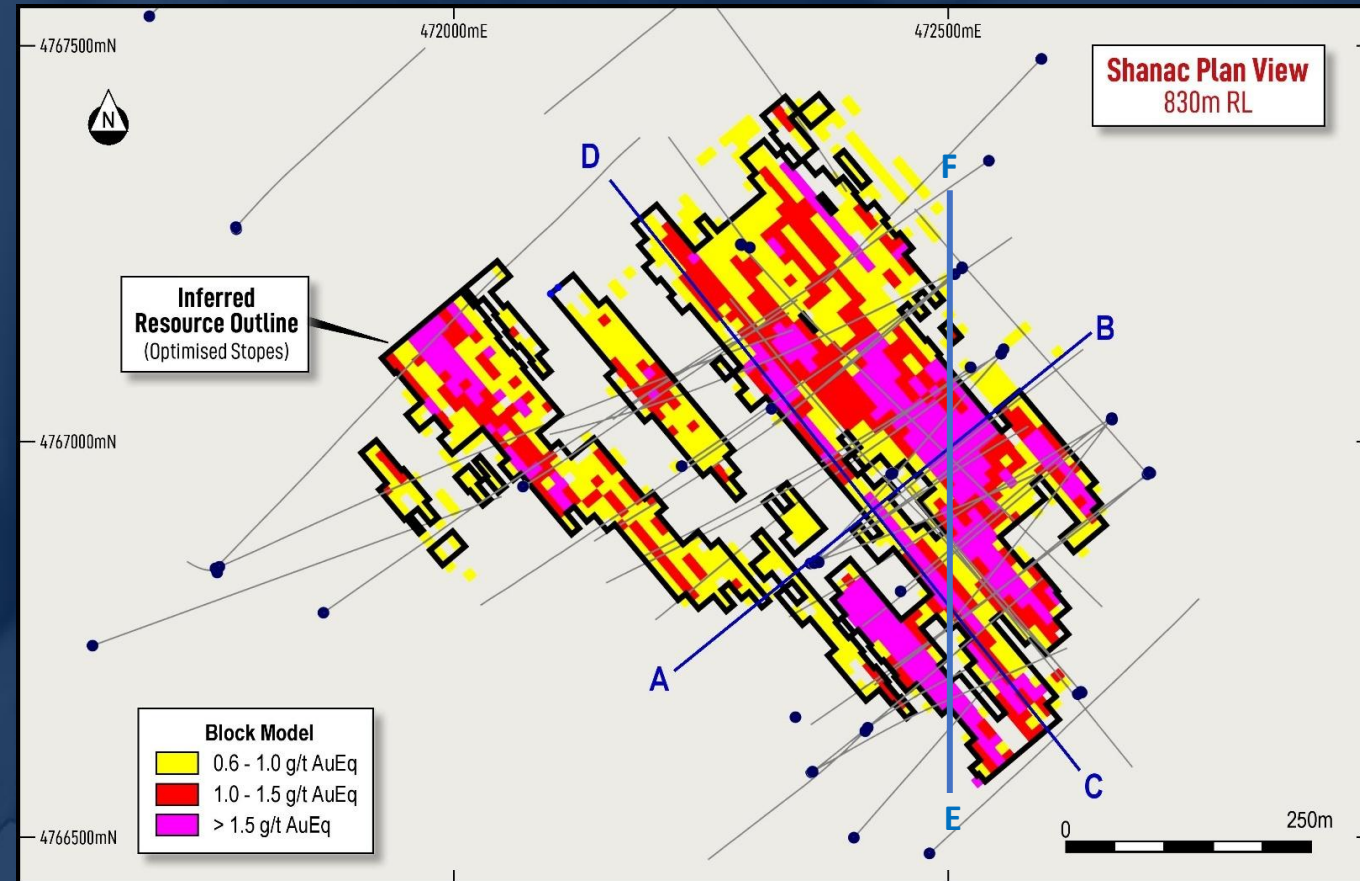 472000mE
472500mE
4767500mN
Shanac Plan View
830m RL
N
D
F
Inferred
Resource Outline
(Optimised Stopes)
B
4767000mN
A
Block Model
0.6 - 1.0 g/t AuEq
1.0 - 1.5 g/t AuEq
> 1.5 g/t AuEq
C
E
0
250m
4766500mN